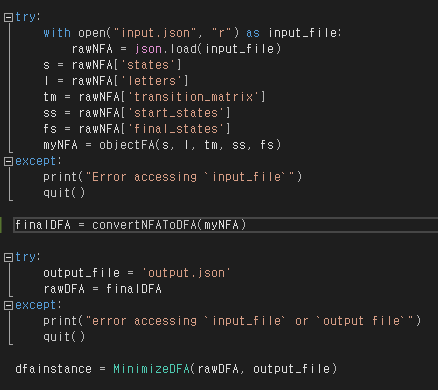 try:
    with open("input.json", "r") as input_file:
        rawNFA = json.load(input_file)
    s = rawNFA['states']
    l = rawNFA['letters']
    tm = rawNFA['transition_matrix']
    ss = rawNFA['start_states']
    fs = rawNFA['final_states']
    myNFA = objectFA(s, l, tm, ss, fs)
except:
    print("Error accessing `input_file`")
    quit()
finalDFA = convertNFAToDFA(myNFA)
try:
    output_file = 'output.json'
    rawDFA = finalDFA
except:
    print("error accessing `input_file` or `output file`")
    quit()
dfainstance = MinimizeDFA(rawDFA, output_file)